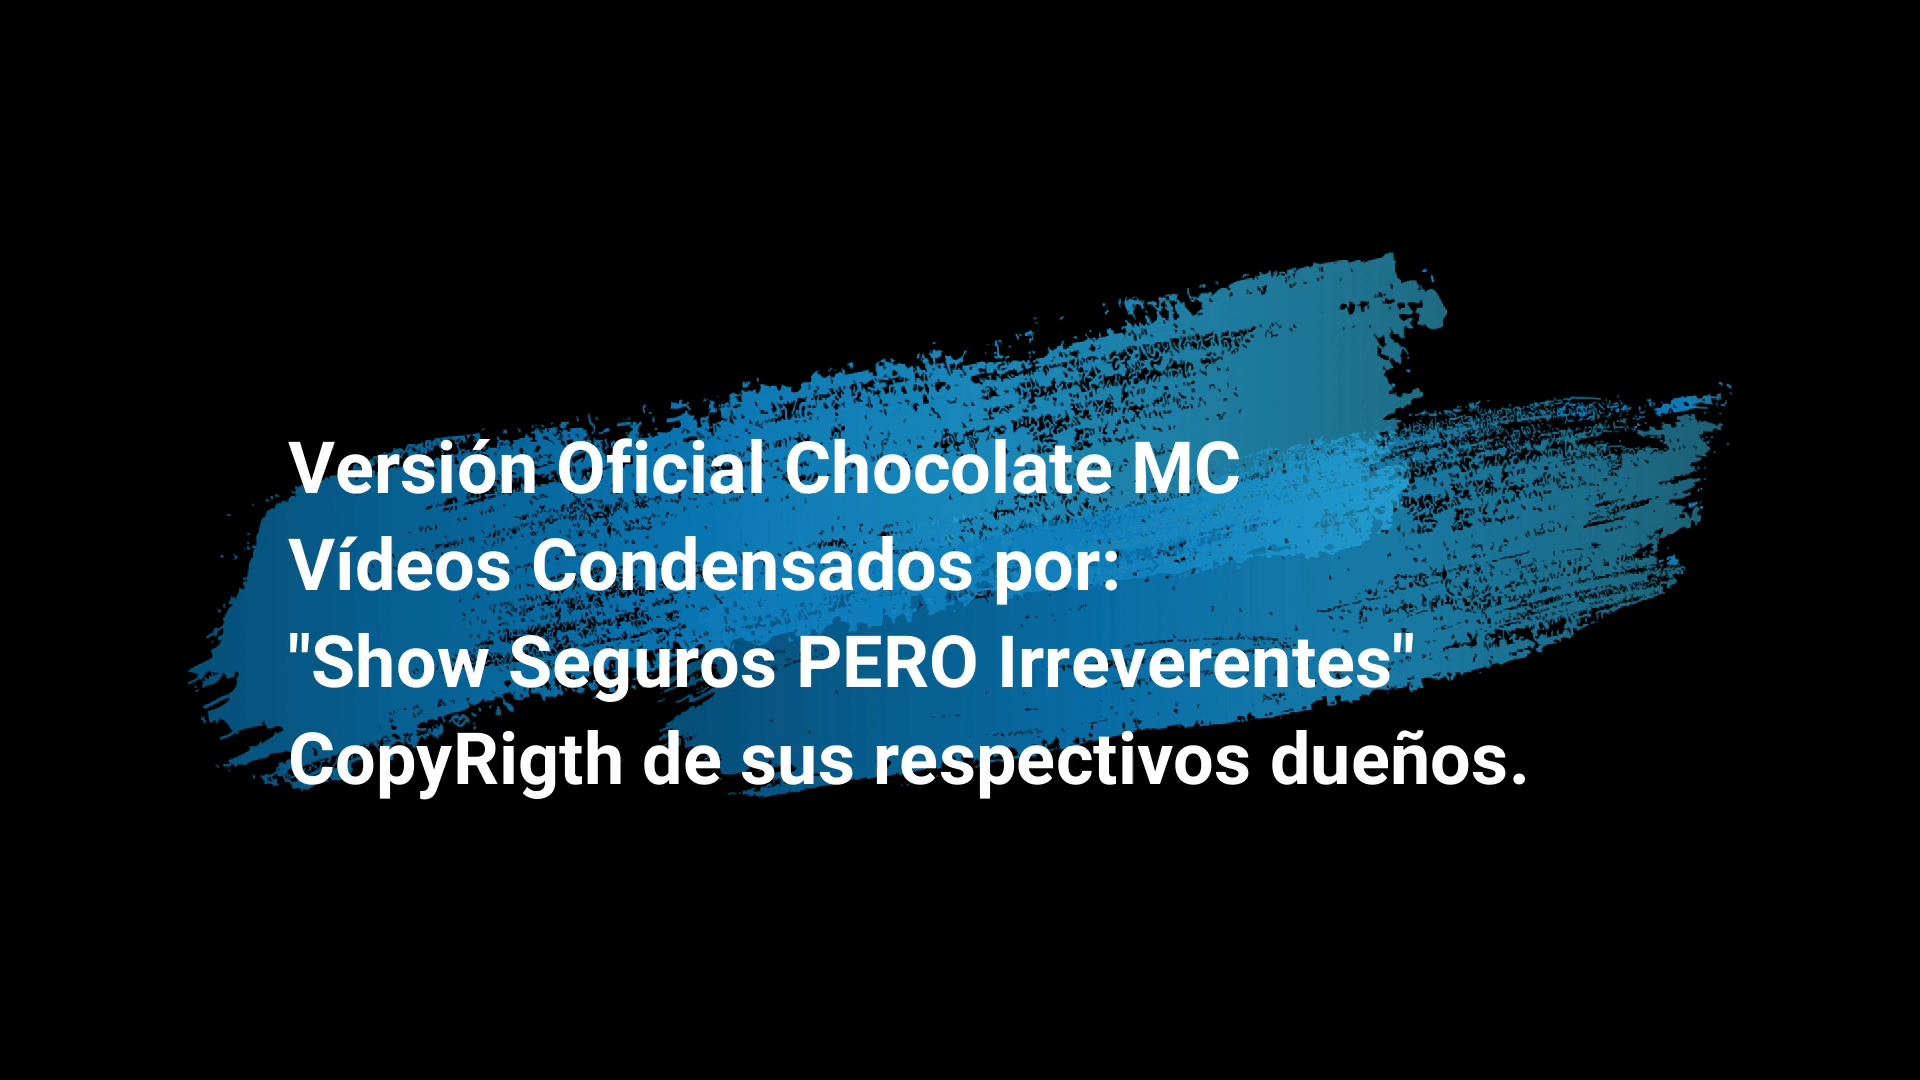 Versión Oficial Chocolate MC
Vídeos Condensados por:
"Show Seguros PERO Irreverentes"
CopyRigth de sus respectivos dueños.